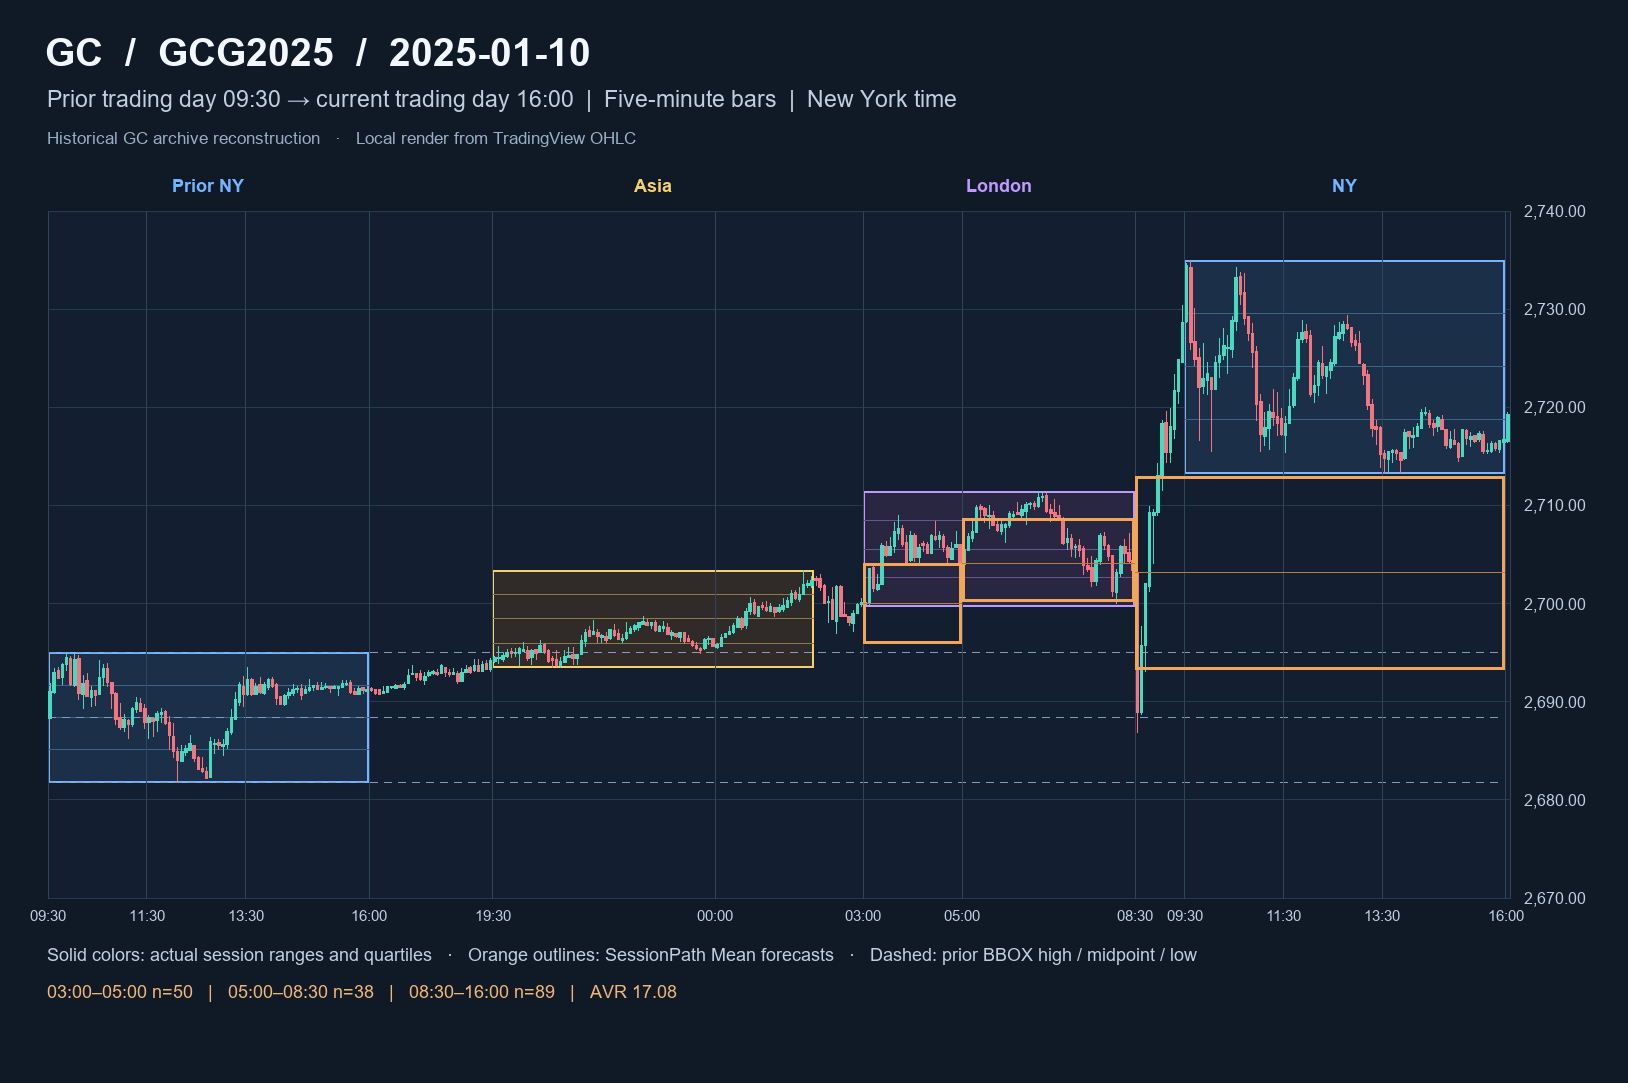 GC / GCG2025 / 2025-01-10
Prior trading day 09:30 → current trading day 16:00 | Five-minute bars | New York time
Historical GC archive reconstruction · Local render from TradingView OHLC
Prior NY Asia London NY
2,740.00
2,730.00
2,720.00
2,710.00
2,700.00
2,690.00
2,680.00
2,670.00
09:30 11:30 13:30 16:00 19:30 00:00 03:00 05:00 08:30 09:30 11:30 13:30 16:00
Solid colors: actual session ranges and quartiles · Orange outlines: SessionPath Mean forecasts · Dashed: prior BBOX high / midpoint / low
03:00–05:00 n=50 | 05:00–08:30 n=38 | 08:30–16:00 n=89 | AVR 17.08